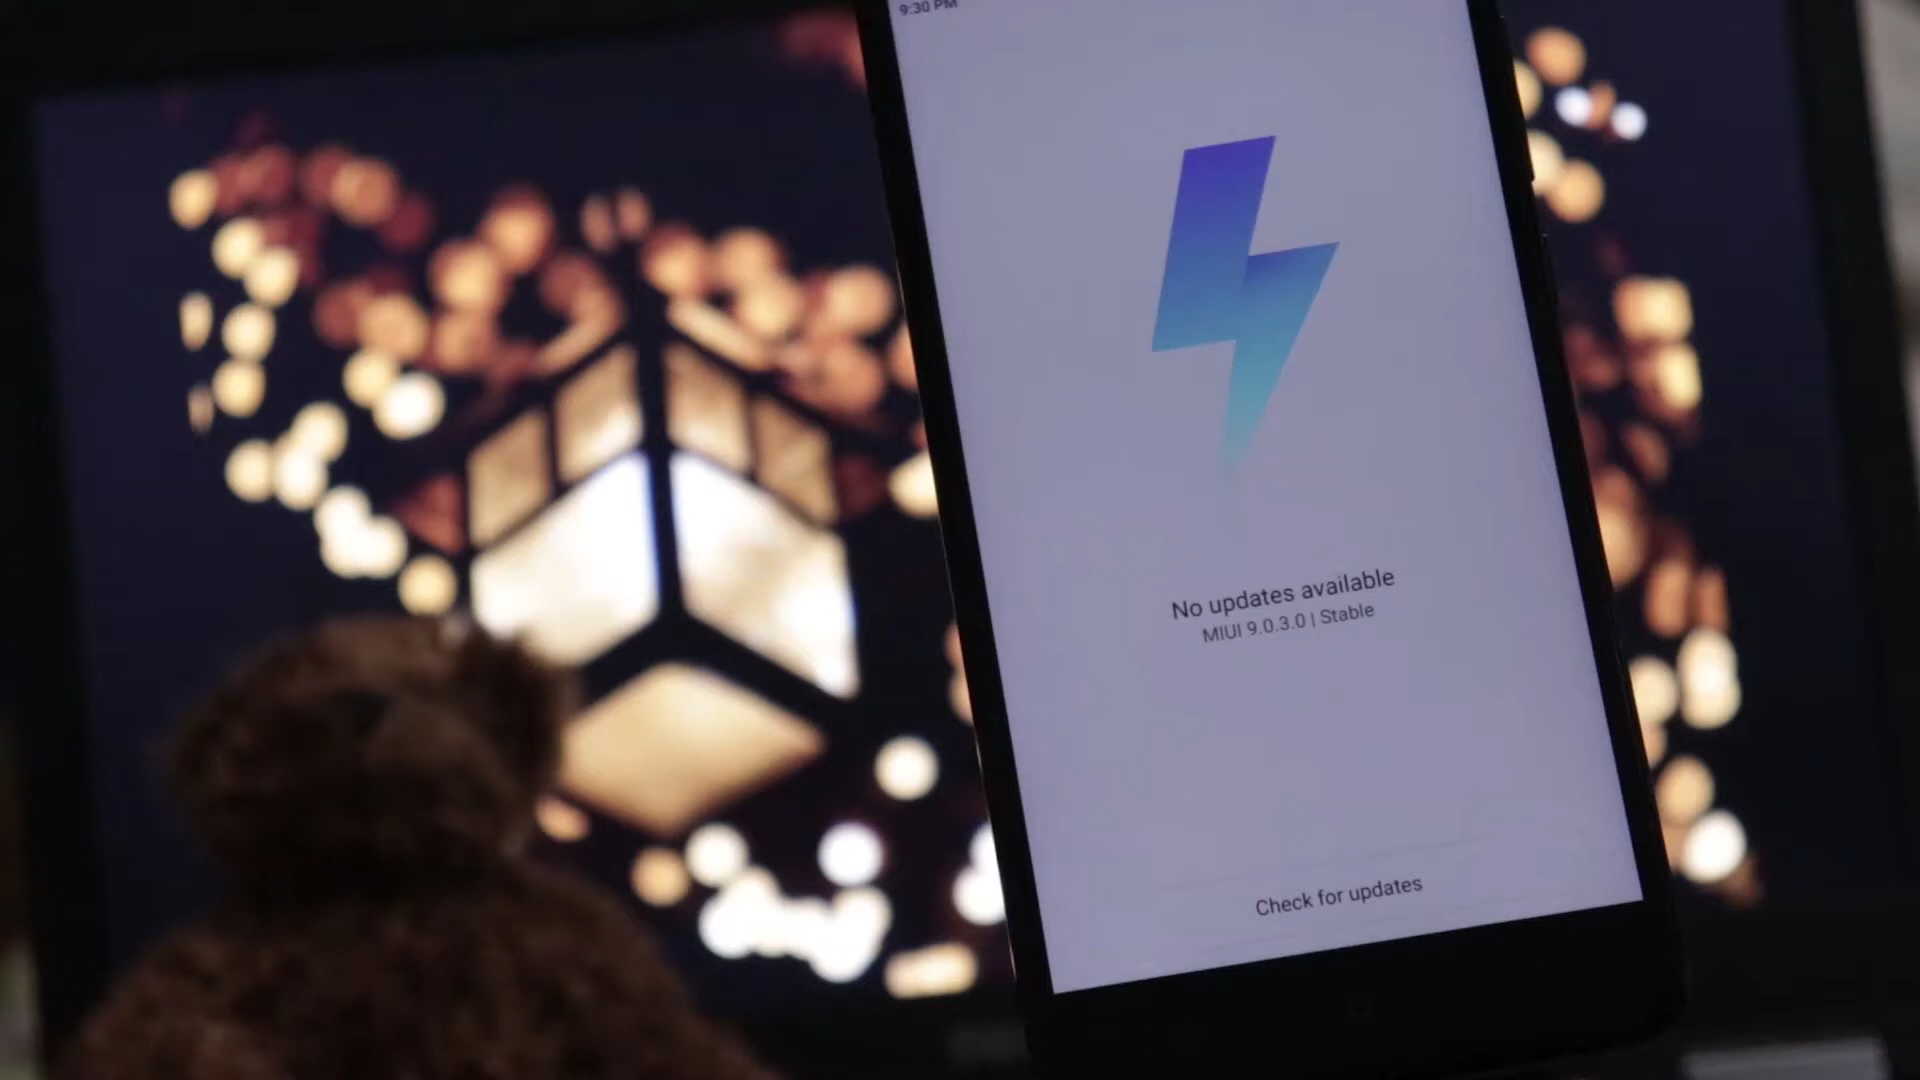 9:30 PM
No updates available
MIUI 9.0.3.0 | Stable
Check for updates